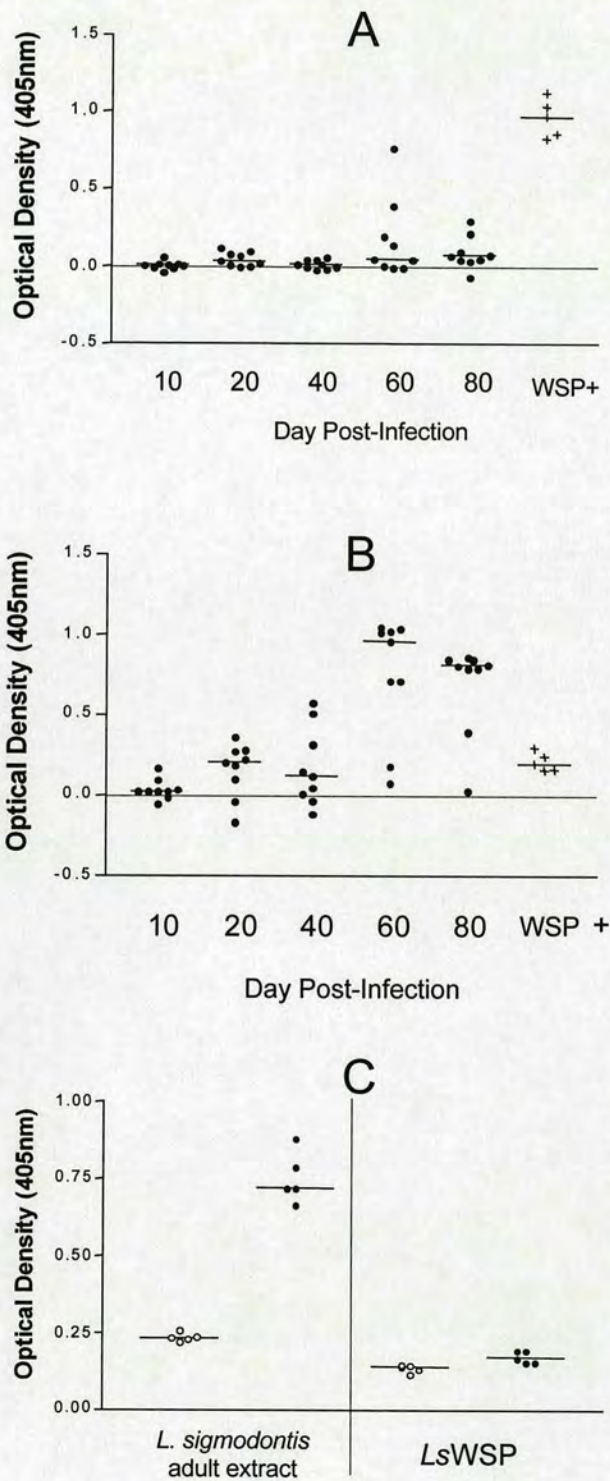 A
Optical Density (405nm)
1.5
1.0
0.5
0.0
-0.5
10 20 40 60 80 WSP+
Day Post-Infection
B
Optical Density (405nm)
1.5
1.0
0.5
0.0
-0.5
10 20 40 60 80 WSP +
Day Post-Infection
C
Optical Density (405nm)
1.00
0.75
0.50
0.25
0.00
L. sigmodontis
adult extract
LsWSP